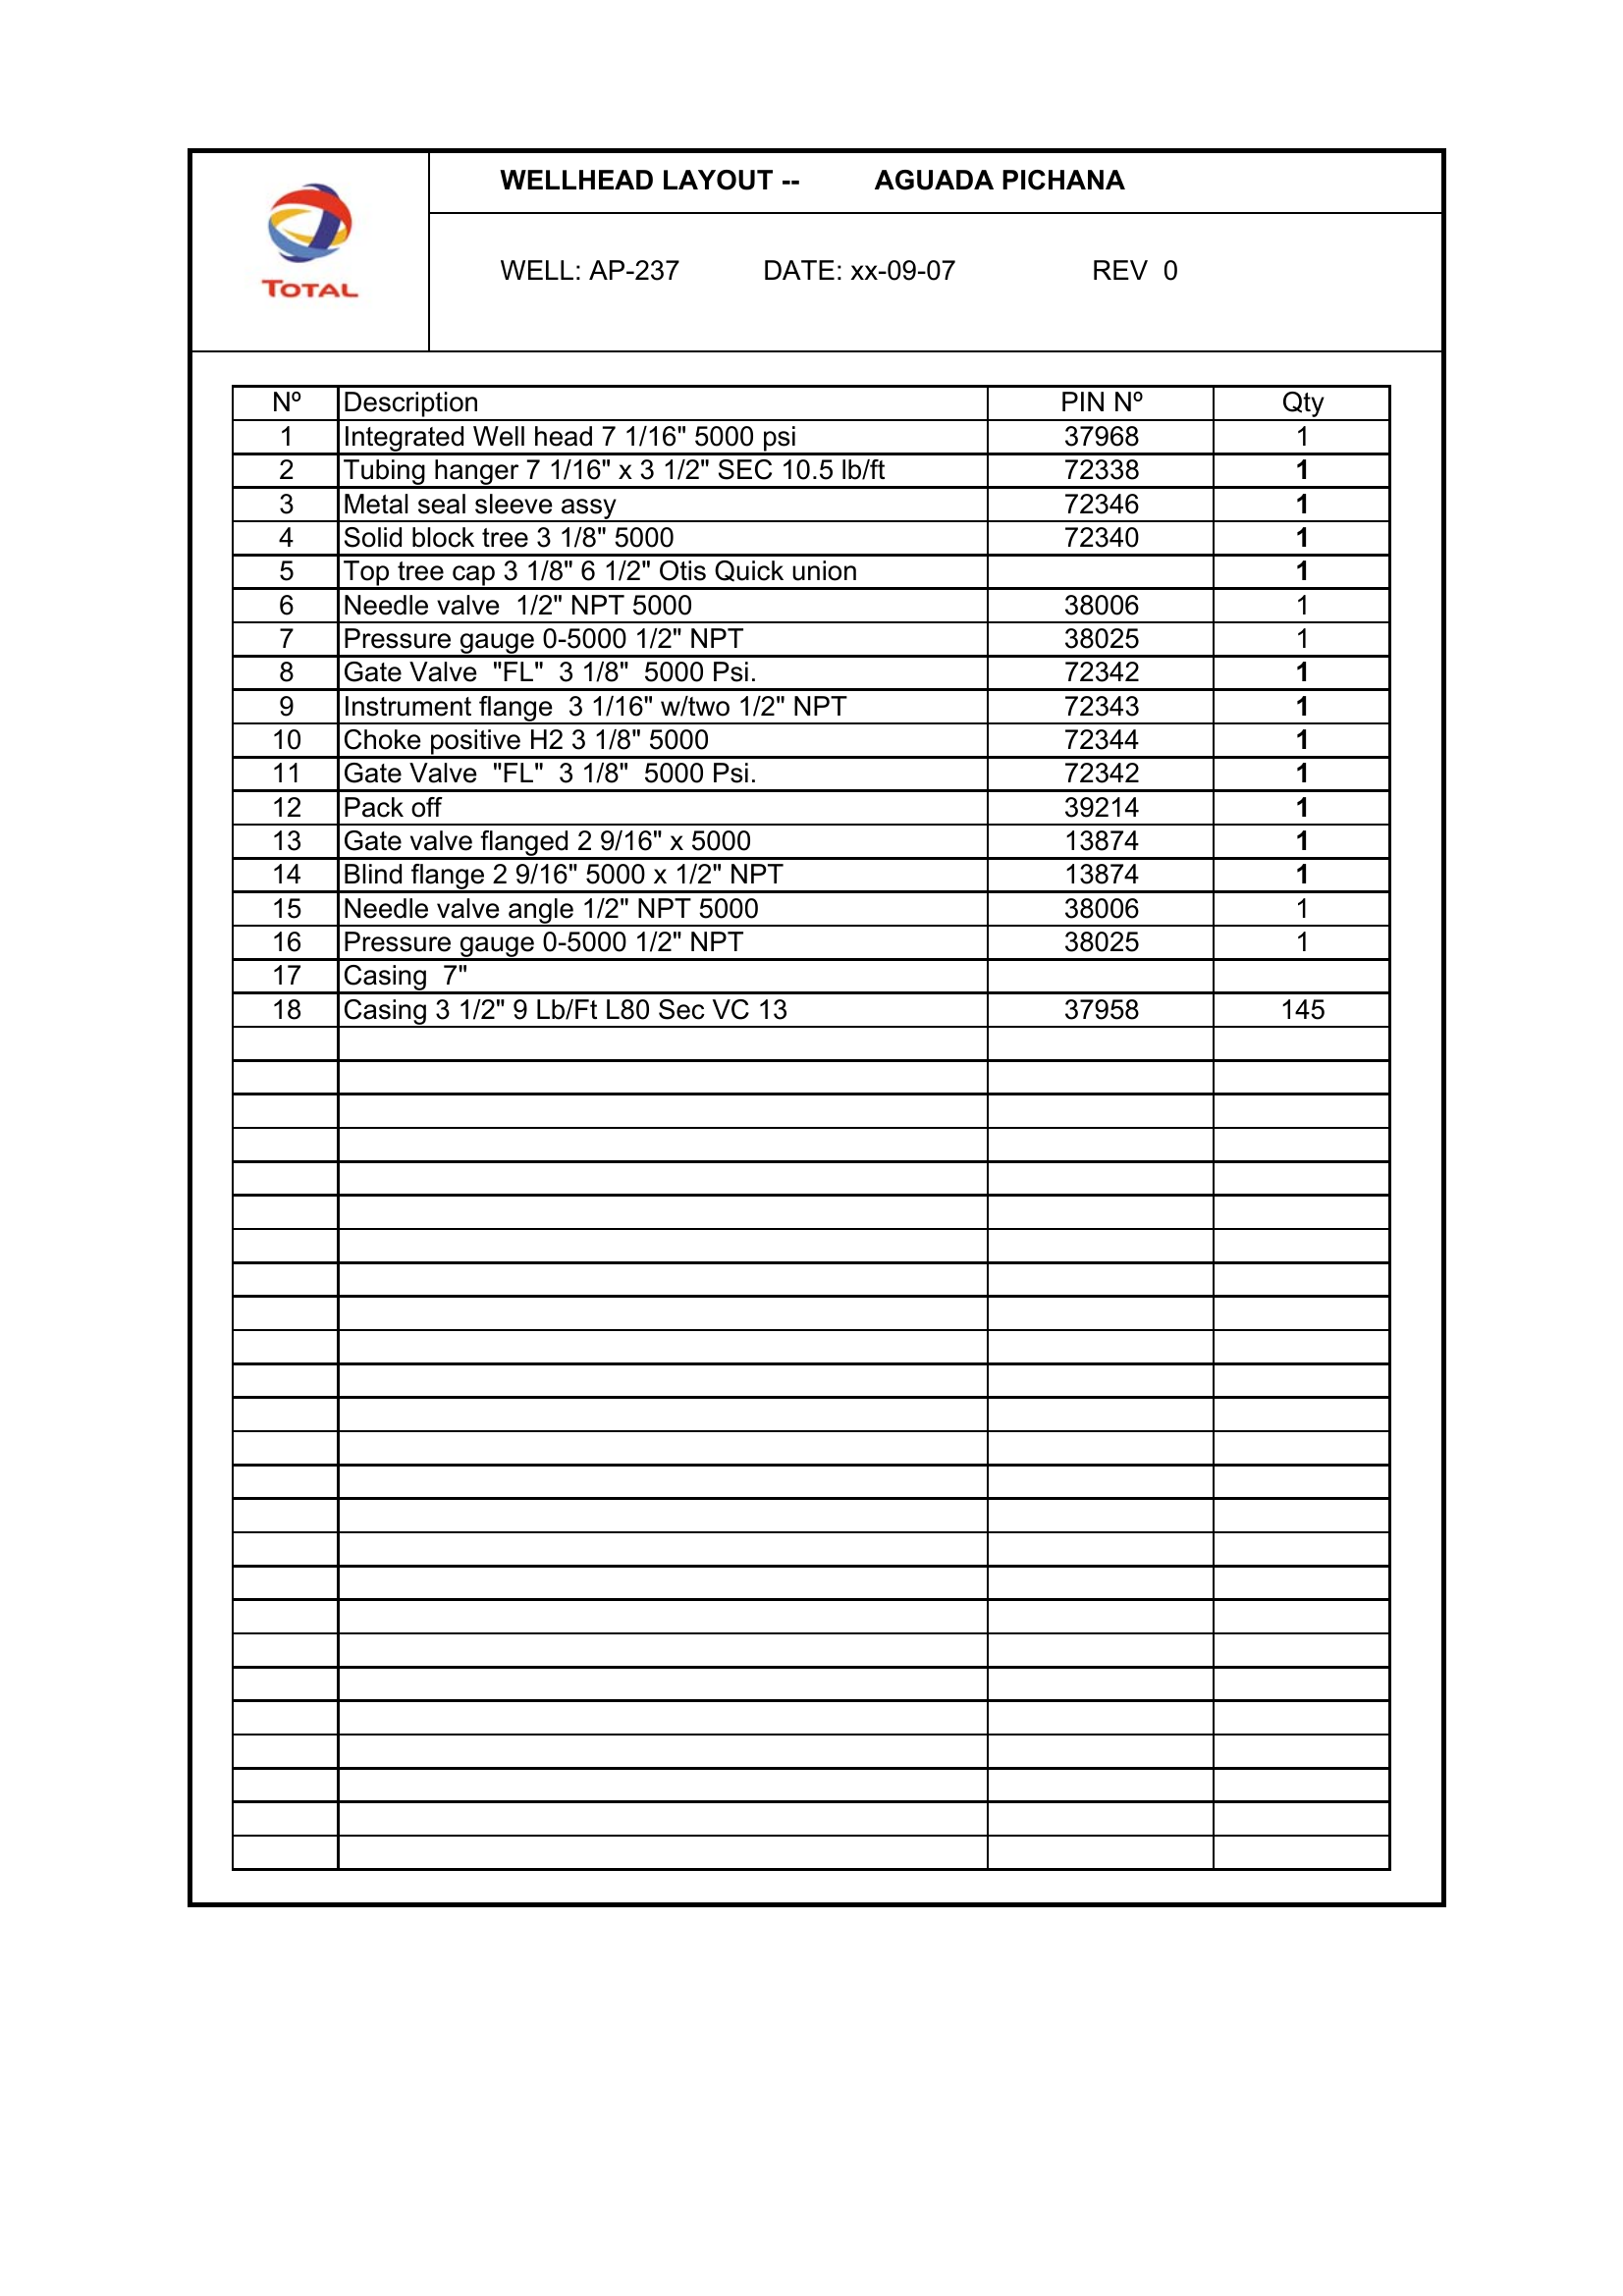 WELLHEAD LAYOUT -- AGUADA PICHANA
TOTAL
WELL: AP-237 DATE: xx-09-07 REV 0
Nº Description PIN Nº Qty
1 Integrated Well head 7 1/16" 5000 psi 37968 1
2 Tubing hanger 7 1/16" x 3 1/2" SEC 10.5 lb/ft 72338 1
3 Metal seal sleeve assy 72346 1
4 Solid block tree 3 1/8" 5000 72340 1
5 Top tree cap 3 1/8" 6 1/2" Otis Quick union 1
6 Needle valve 1/2" NPT 5000 38006 1
7 Pressure gauge 0-5000 1/2" NPT 38025 1
8 Gate Valve "FL" 3 1/8" 5000 Psi. 72342 1
9 Instrument flange 3 1/16" w/two 1/2" NPT 72343 1
10 Choke positive H2 3 1/8" 5000 72344 1
11 Gate Valve "FL" 3 1/8" 5000 Psi. 72342 1
12 Pack off 39214 1
13 Gate valve flanged 2 9/16" x 5000 13874 1
14 Blind flange 2 9/16" 5000 x 1/2" NPT 13874 1
15 Needle valve angle 1/2" NPT 5000 38006 1
16 Pressure gauge 0-5000 1/2" NPT 38025 1
17 Casing 7"
18 Casing 3 1/2" 9 Lb/Ft L80 Sec VC 13 37958 145